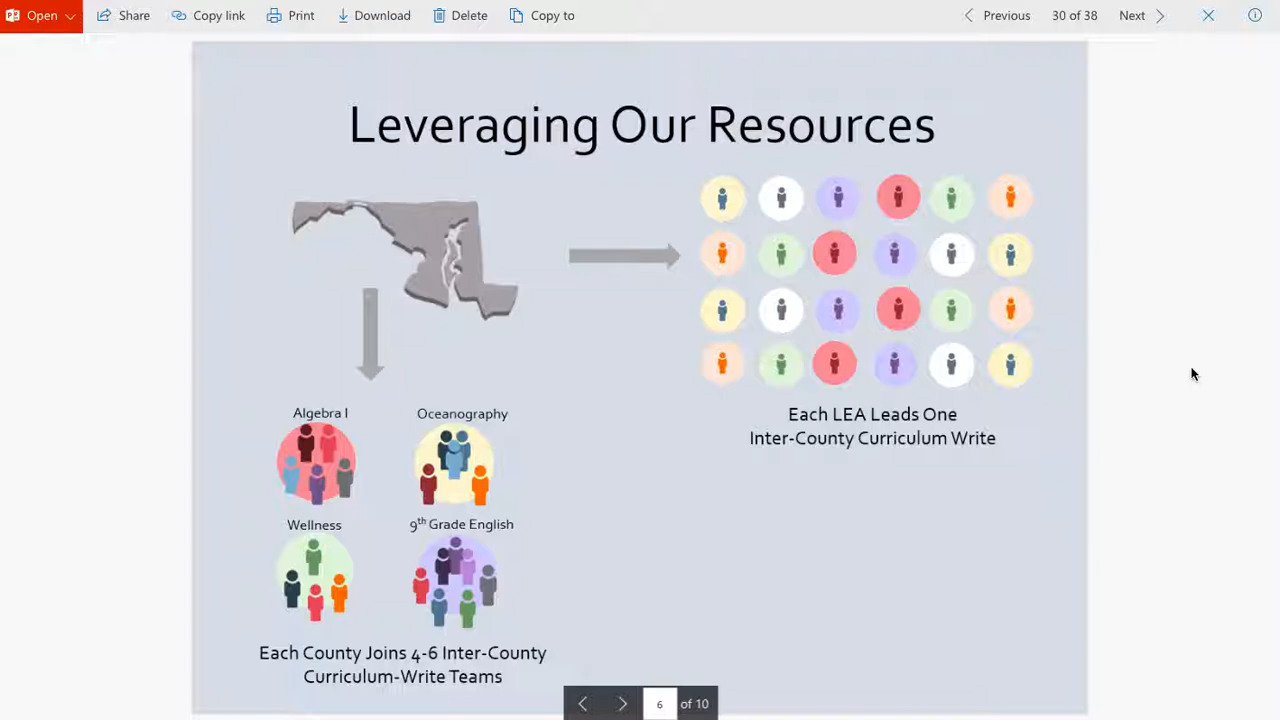 Open
Share
Copy link
Print
Download
Delete
Copy to
Previous
30 of 38
Next
Leveraging Our Resources
Each LEA Leads One
Inter-County Curriculum Write
Algebra I
Oceanography
Wellness
9th Grade English
Each County Joins 4-6 Inter-County
Curriculum-Write Teams
6
of 10